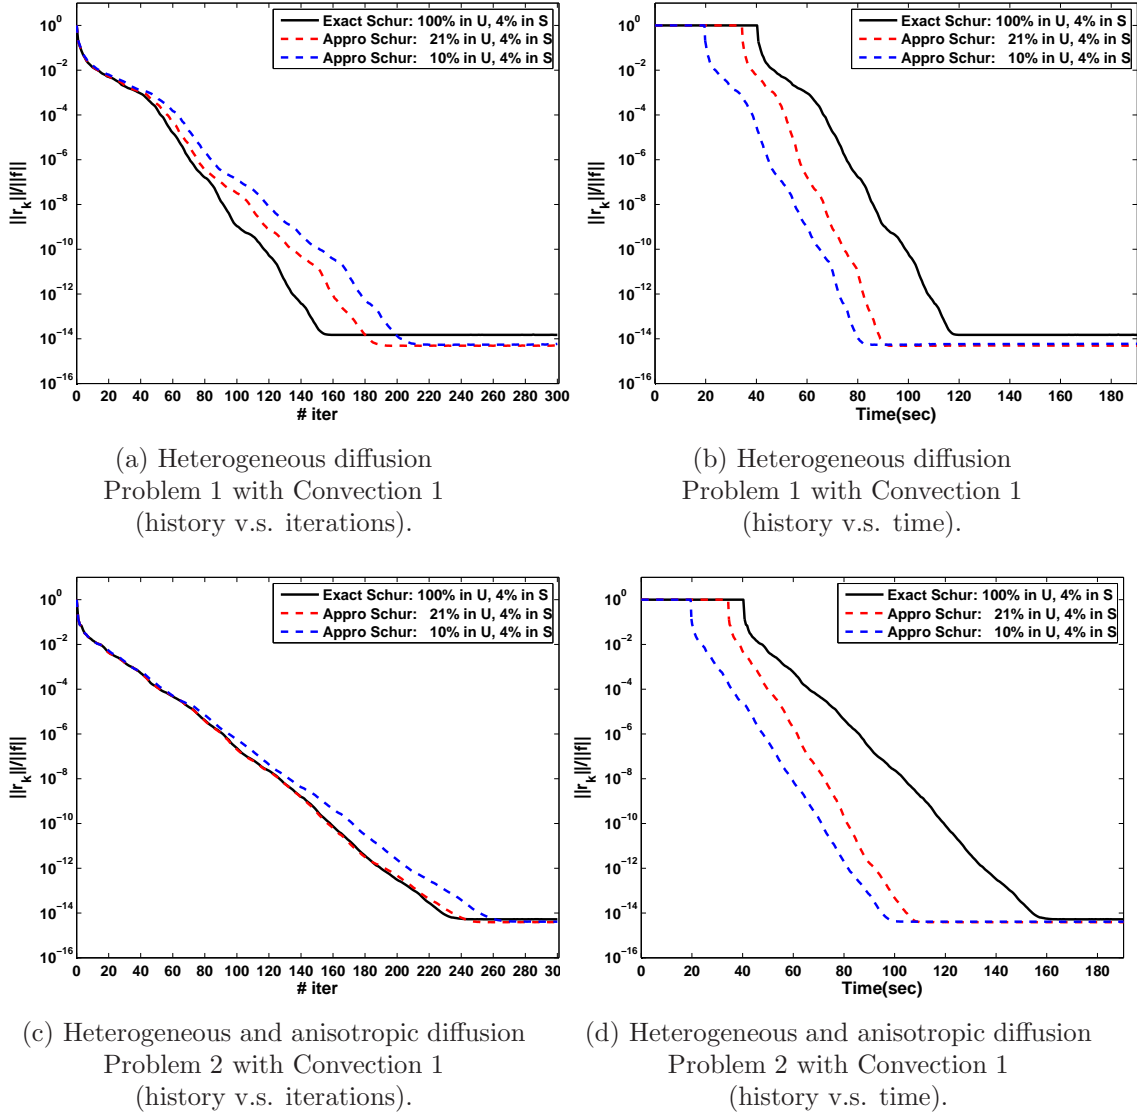 Exact Schur: 100% in U, 4% in S
Appro Schur: 21% in U, 4% in S
Appro Schur: 10% in U, 4% in S
||r_k||/||f||
10^0
10^−2
10^−4
10^−6
10^−8
10^−10
10^−12
10^−14
10^−16
0 20 40 60 80 100 120 140 160 180 200 220 240 260 280 300
# iter
(a) Heterogeneous diffusion
Problem 1 with Convection 1
(history v.s. iterations).
Exact Schur: 100% in U, 4% in S
Appro Schur: 21% in U, 4% in S
Appro Schur: 10% in U, 4% in S
||r_k||/||f||
10^0
10^−2
10^−4
10^−6
10^−8
10^−10
10^−12
10^−14
10^−16
0 20 40 60 80 100 120 140 160 180
Time(sec)
(b) Heterogeneous diffusion
Problem 1 with Convection 1
(history v.s. time).
Exact Schur: 100% in U, 4% in S
Appro Schur: 21% in U, 4% in S
Appro Schur: 10% in U, 4% in S
||r_k||/||f||
10^0
10^−2
10^−4
10^−6
10^−8
10^−10
10^−12
10^−14
10^−16
0 20 40 60 80 100 120 140 160 180 200 220 240 260 280 300
# iter
(c) Heterogeneous and anisotropic diffusion
Problem 2 with Convection 1
(history v.s. iterations).
Exact Schur: 100% in U, 4% in S
Appro Schur: 21% in U, 4% in S
Appro Schur: 10% in U, 4% in S
||r_k||/||f||
10^0
10^−2
10^−4
10^−6
10^−8
10^−10
10^−12
10^−14
10^−16
0 20 40 60 80 100 120 140 160 180
Time(sec)
(d) Heterogeneous and anisotropic diffusion
Problem 2 with Convection 1
(history v.s. time).